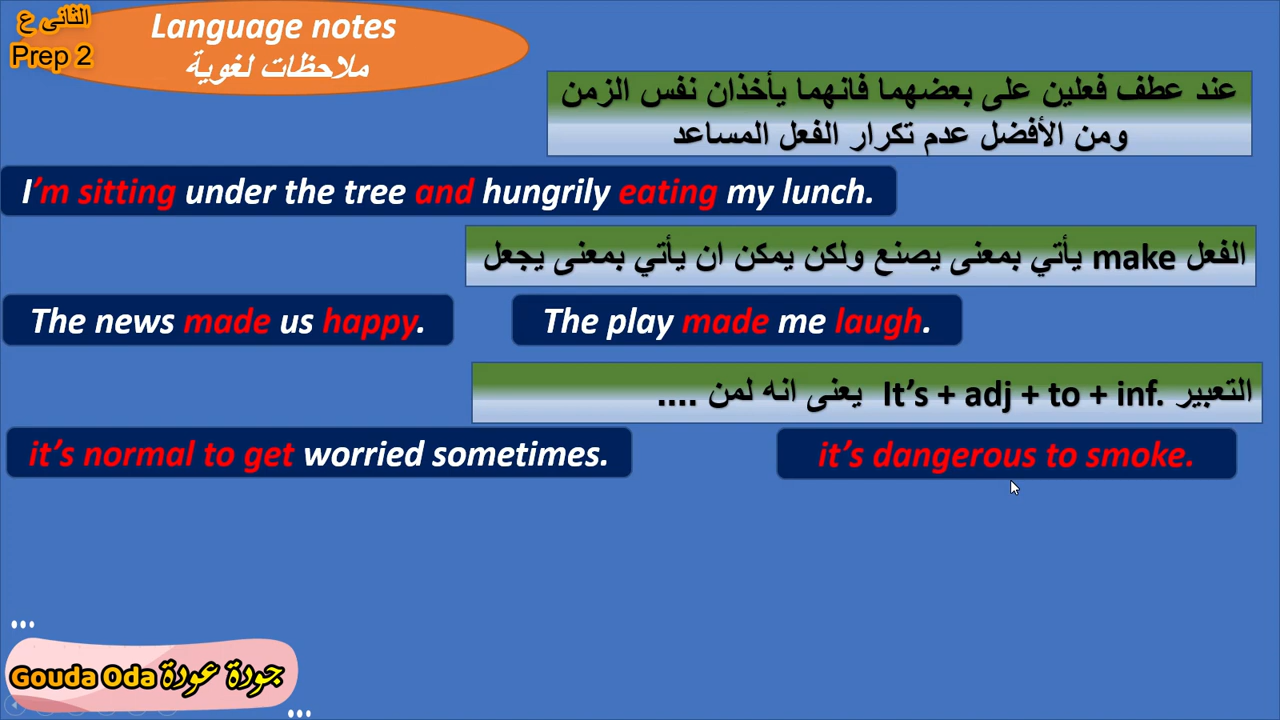 الثانى ع
Prep 2
Language notes
ملاحظات لغوية
عند عطف فعلين على بعضهما فانهما يأخذان نفس الزمن
ومن الأفضل عدم تكرار الفعل المساعد
I'm sitting under the tree and hungrily eating my lunch.
الفعل make يأتي بمعنى يصنع ولكن يمكن ان يأتي بمعنى يجعل
The news made us happy.
The play made me laugh.
التعبير It's + adj + to + inf. يعنى انه لمن ....
it's normal to get worried sometimes.
it's dangerous to smoke.
Gouda Oda جودة عودة